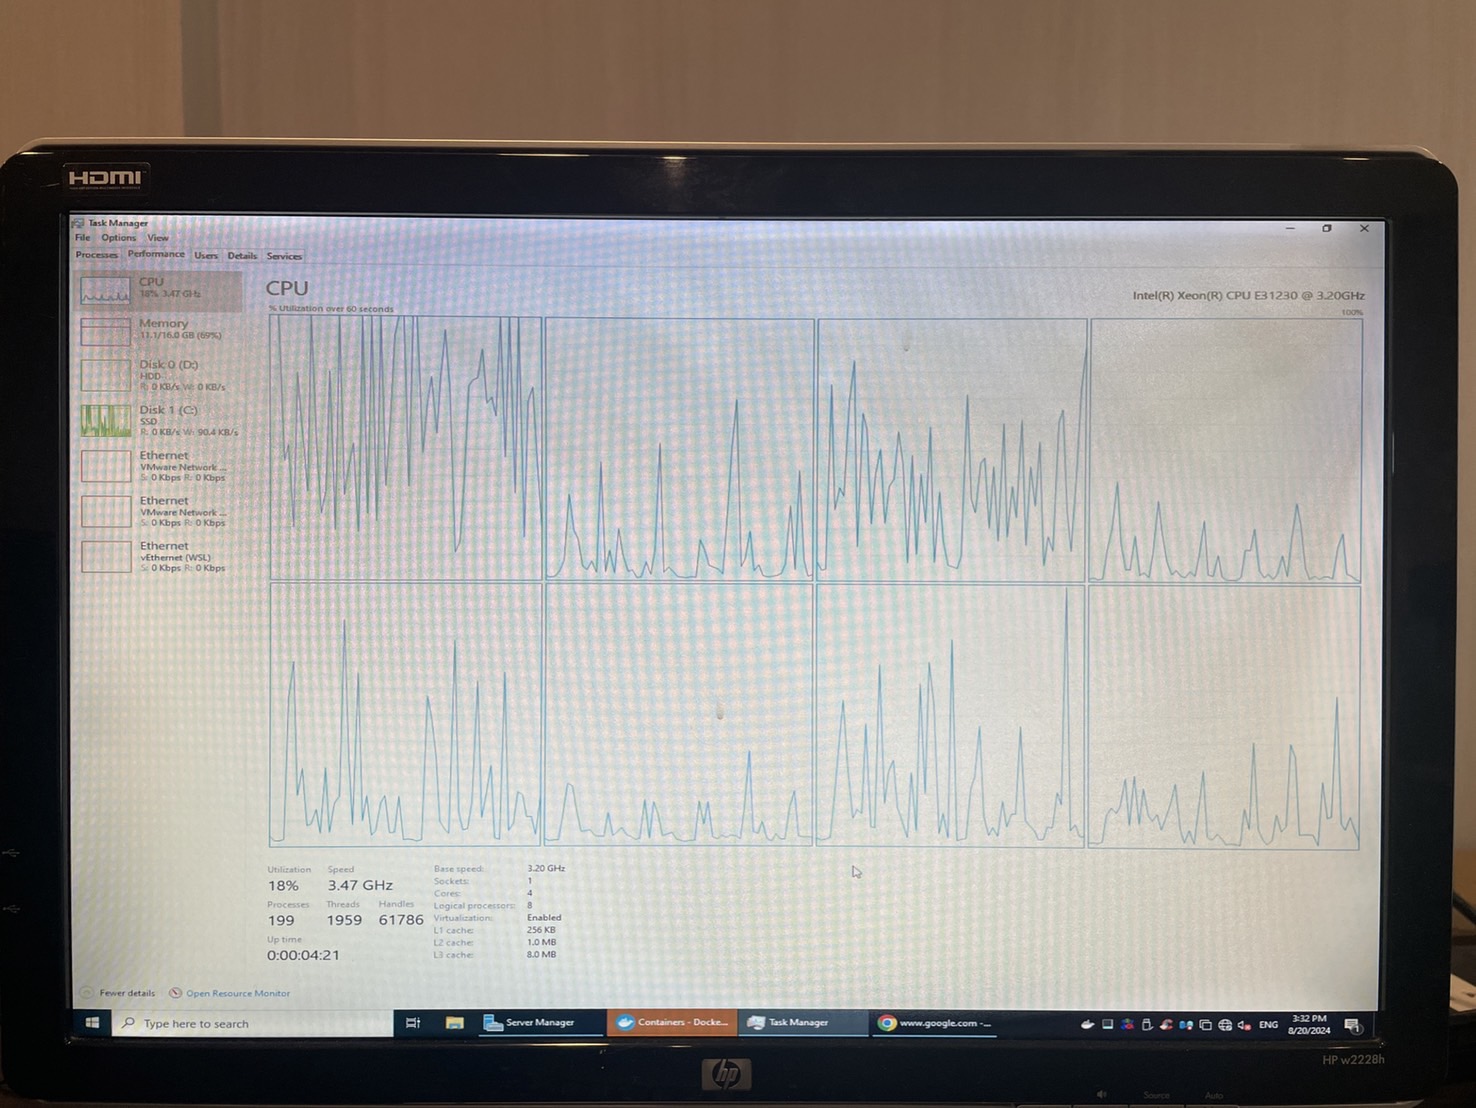 HDMI
Task Manager
File Options View
Processes Performance Users Details Services
CPU
18% 3.47 GHz
Memory
11.1/16.0 GB (69%)
Disk 0 (D:)
HDD
R: 0 KB/s W: 0 KB/s
Disk 1 (C:)
SSD
R: 0 KB/s W: 90.4 KB/s
Ethernet
VMware Network ...
S: 0 Kbps R: 0 Kbps
Ethernet
VMware Network ...
S: 0 Kbps R: 0 Kbps
Ethernet
vEthernet (WSL)
S: 0 Kbps R: 0 Kbps
CPU
Intel(R) Xeon(R) CPU E31230 @ 3.20GHz
% Utilization over 60 seconds
100%
Utilization Speed
18% 3.47 GHz
Processes Threads Handles
199 1959 61786
Up time
0:00:04:21
Base speed: 3.20 GHz
Sockets: 1
Cores: 4
Logical processors: 8
Virtualization: Enabled
L1 cache: 256 KB
L2 cache: 1.0 MB
L3 cache: 8.0 MB
Fewer details Open Resource Monitor
Type here to search
Server Manager
Containers - Docke...
Task Manager
www.google.com -...
ENG
3:32 PM
8/20/2024
1
hp
HP w2228h
Source
Auto